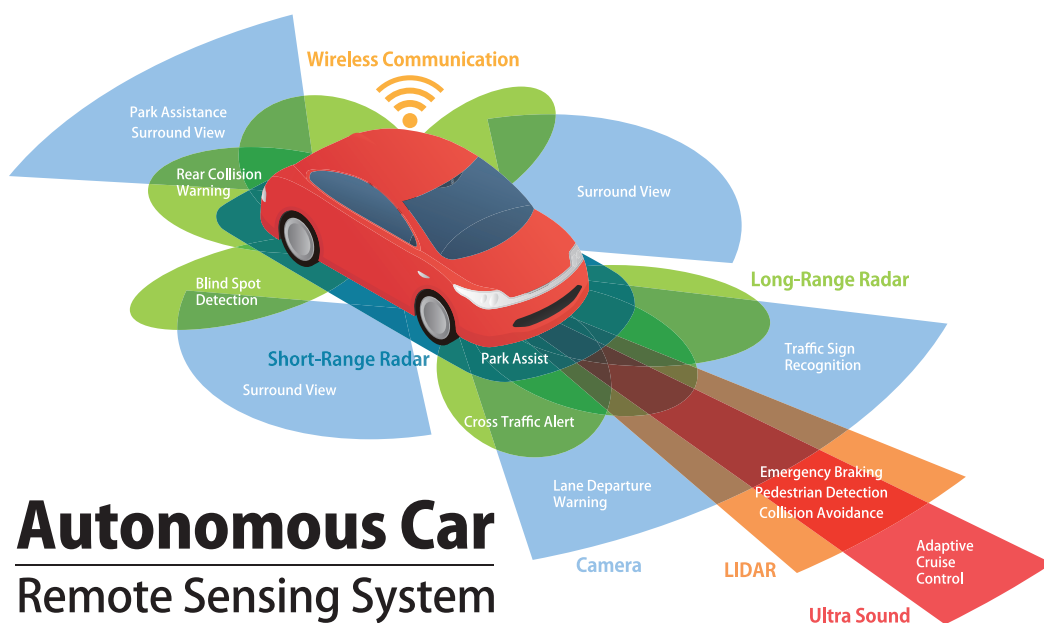 Wireless Communication
Park Assistance
Surround View
Rear Collision
Warning
Surround View
Blind Spot
Detection
Long-Range Radar
Short-Range Radar
Park Assist
Traffic Sign
Recognition
Surround View
Cross Traffic Alert
Lane Departure
Warning
Emergency Braking
Pedestrian Detection
Collision Avoidance
Adaptive
Cruise
Control
Camera
LIDAR
Ultra Sound
Autonomous Car
Remote Sensing System